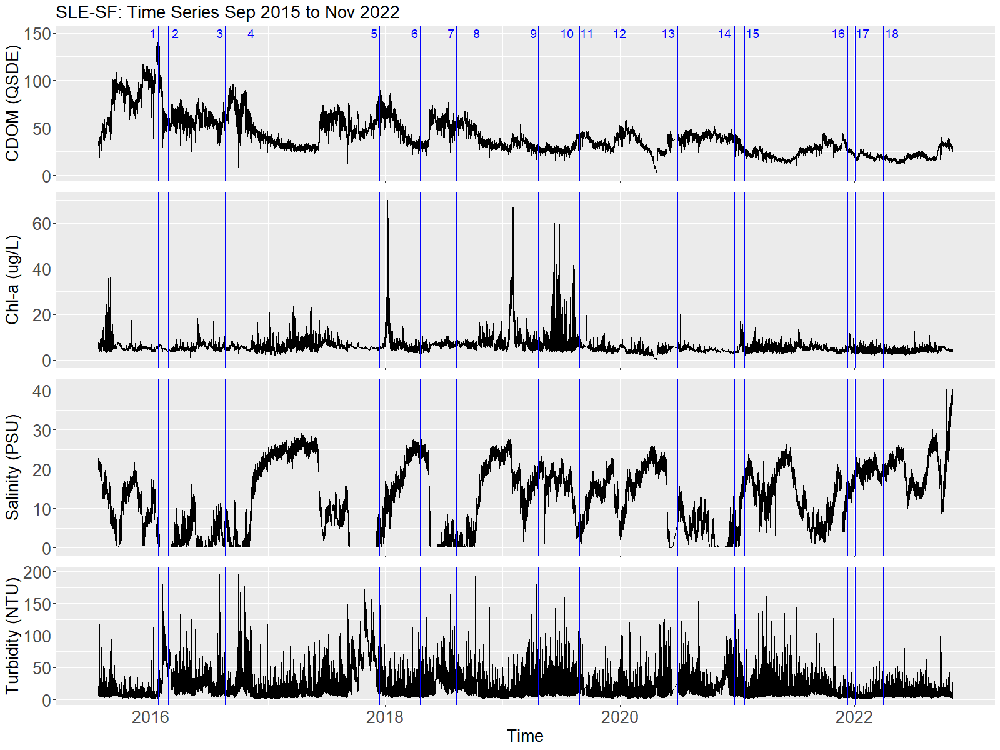 SLE-SF: Time Series Sep 2015 to Nov 2022
1 2 3 4 5 6 7 8 9 10 11 12 13 14 15 16 17 18
CDOM (QSDE)
150
100
50
0
Chl-a (ug/L)
60
40
20
0
Salinity (PSU)
40
30
20
10
0
Turbidity (NTU)
200
150
100
50
0
2016 2018 2020 2022
Time